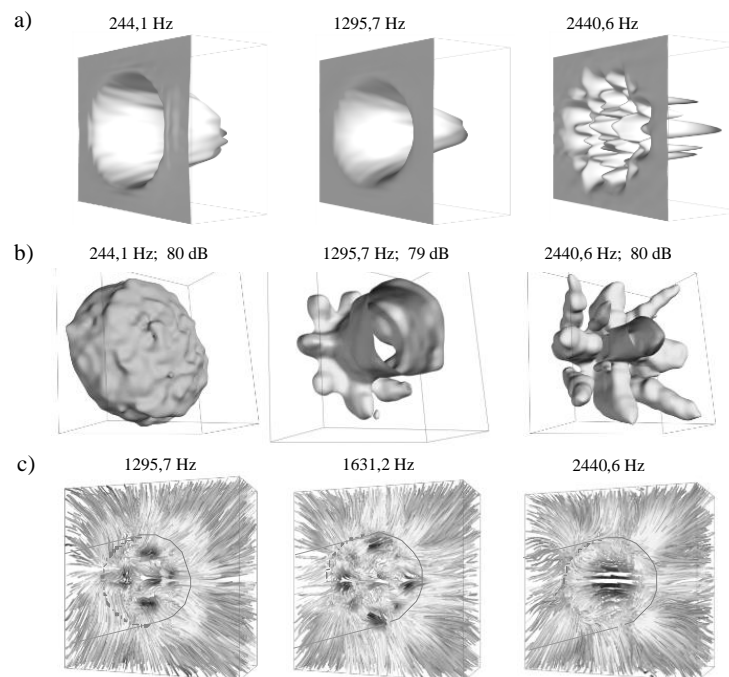 a)
244,1 Hz 1295,7 Hz 2440,6 Hz
b)
244,1 Hz; 80 dB 1295,7 Hz; 79 dB 2440,6 Hz; 80 dB
c)
1295,7 Hz 1631,2 Hz 2440,6 Hz